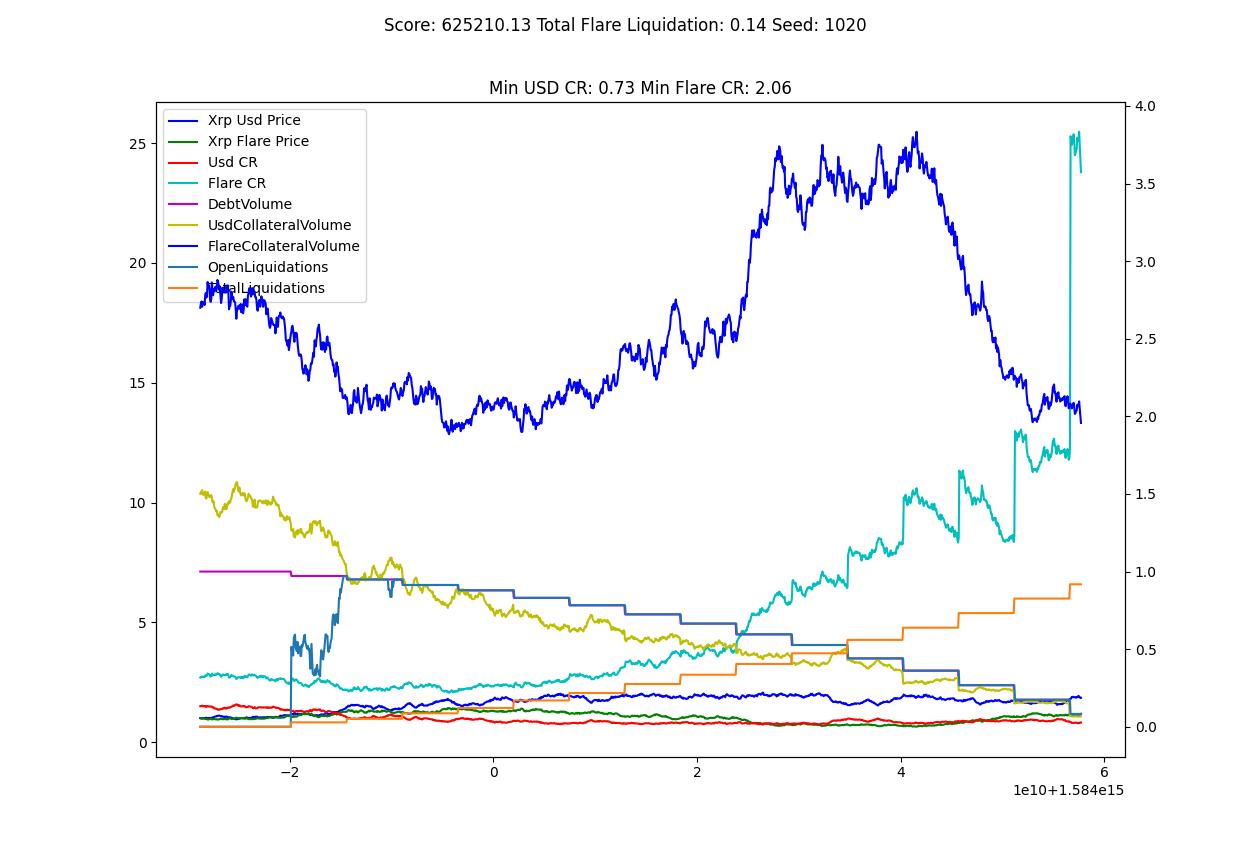 Score: 625210.13 Total Flare Liquidation: 0.14 Seed: 1020
Min USD CR: 0.73 Min Flare CR: 2.06
Xrp Usd Price
Xrp Flare Price
Usd CR
Flare CR
DebtVolume
UsdCollateralVolume
FlareCollateralVolume
OpenLiquidations
TotalLiquidations
25
20
15
10
5
0
4.0
3.5
3.0
2.5
2.0
1.5
1.0
0.5
0.0
−2
0
2
4
6
1e10+1.584e15